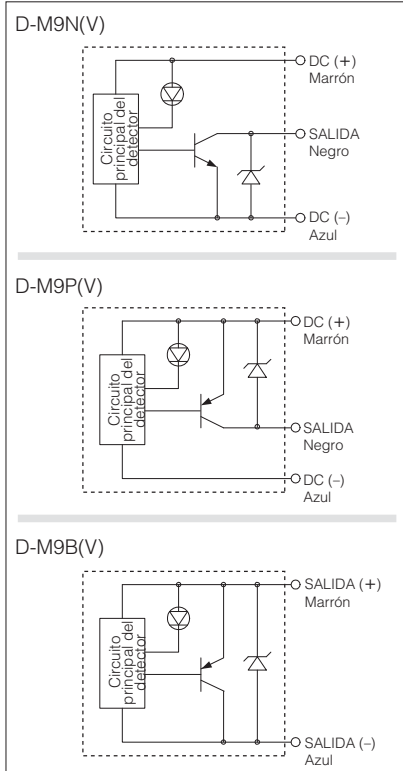 D-M9N(V)
DC (+)
Marrón
Circuito
principal del
detector
SALIDA
Negro
DC (–)
Azul
D-M9P(V)
DC (+)
Marrón
Circuito
principal del
detector
SALIDA
Negro
DC (–)
Azul
D-M9B(V)
SALIDA (+)
Marrón
Circuito
principal del
detector
SALIDA (–)
Azul